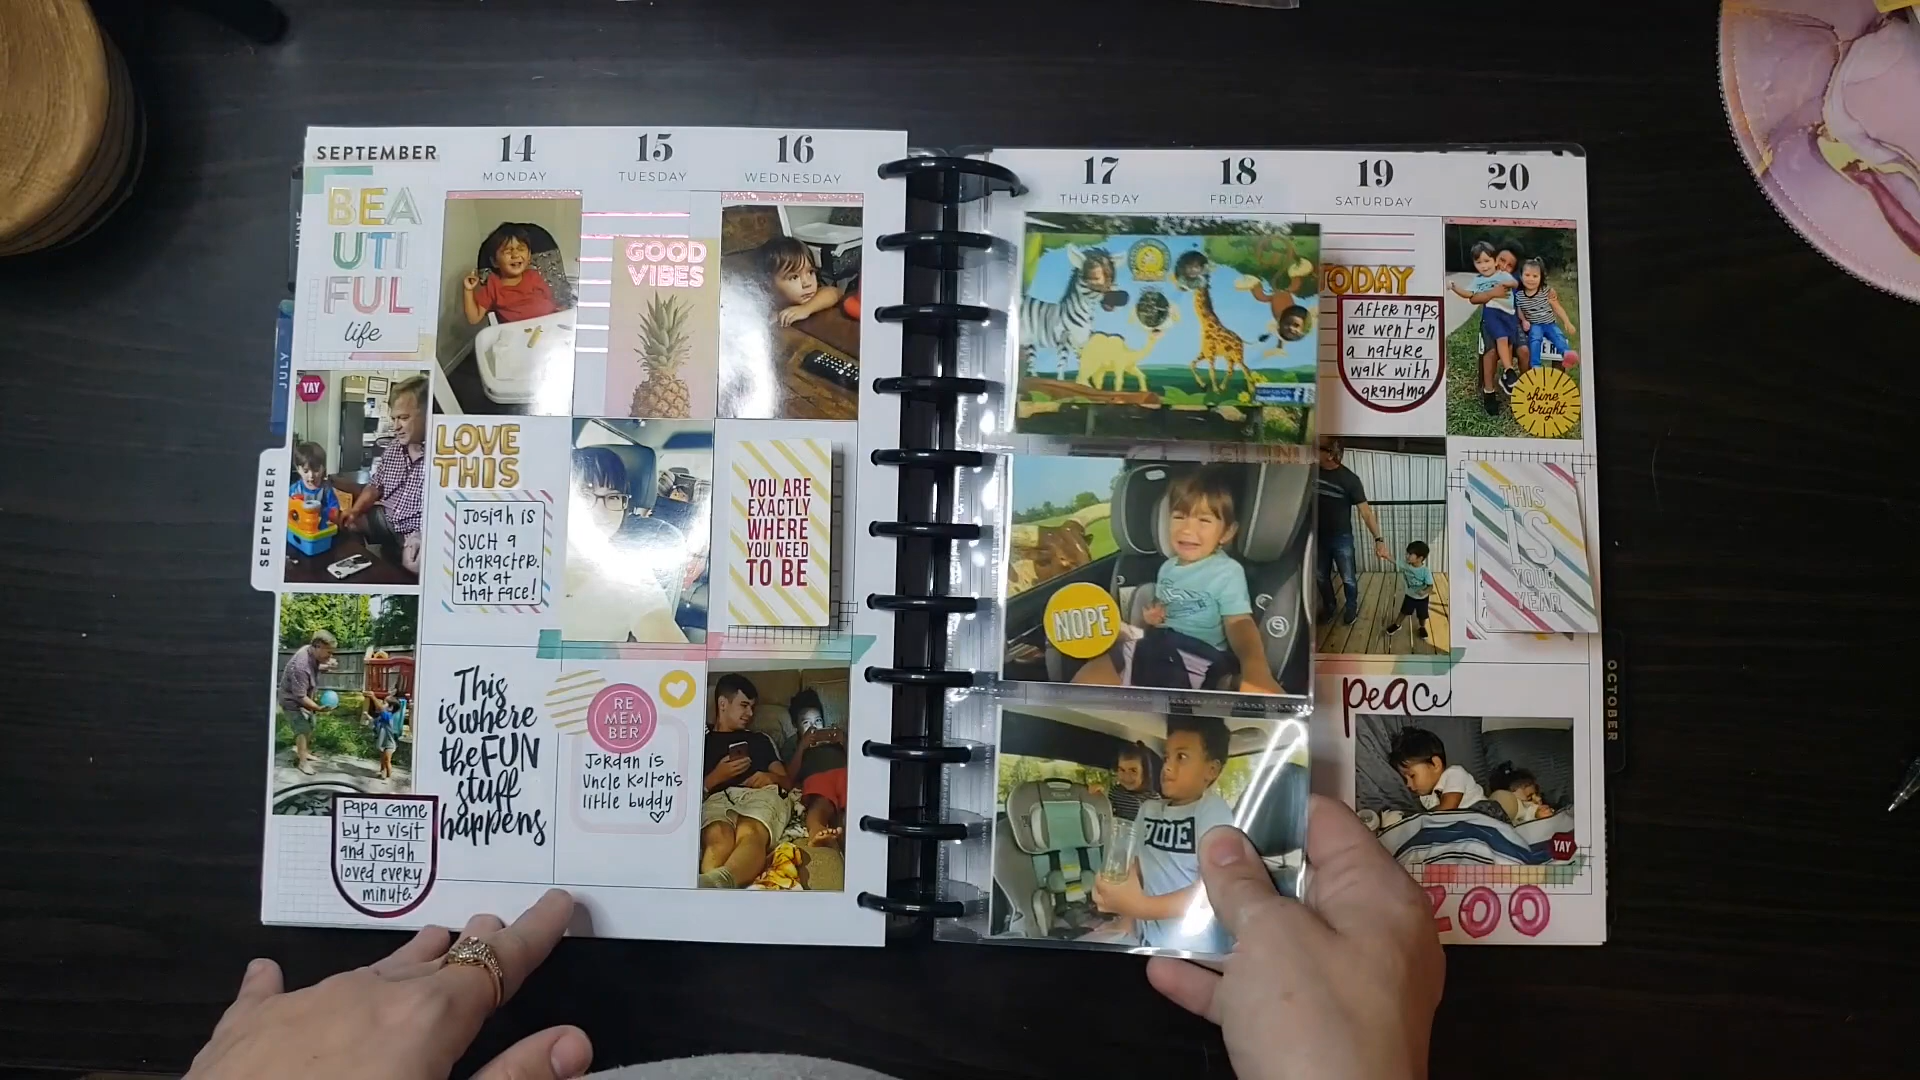 SEPTEMBER
14
MONDAY
15
TUESDAY
16
WEDNESDAY
BEA
UTI
FUL
life
GOOD
VIBES
YAY
JULY
SEPTEMBER
LOVE
THIS
Josiah is
SUCH a
character.
Look at
that face!
YOU ARE
EXACTLY
WHERE
YOU NEED
TO BE
This
is where
the FUN
stuff
happens
RE
MEM
BER
Jordan is
Uncle Kolton's
little buddy
Papa came
by to visit
and Josiah
loved every
minute.
17
THURSDAY
18
FRIDAY
19
SATURDAY
20
SUNDAY
TODAY
After naps,
we went on
a nature
walk with
grandma
shine
bright
NOPE
THIS
IS
YOUR
YEAR
OCTOBER
peace
YAY
ZOO